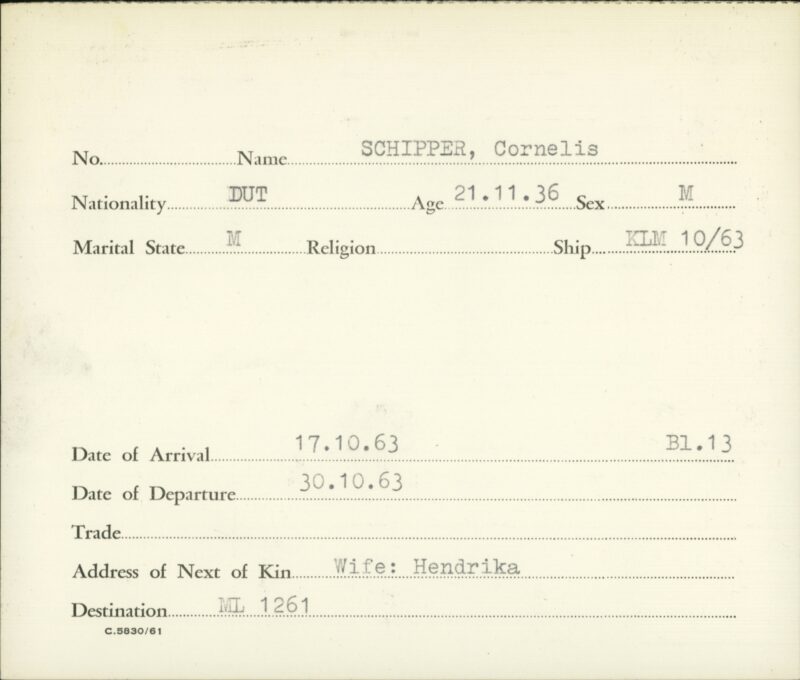 No. Name SCHIPPER, Cornelis
Nationality DUT Age 21.11.36 Sex M
Marital State M Religion Ship KLM 10/63
Date of Arrival 17.10.63 Bl.13
Date of Departure 30.10.63
Trade
Address of Next of Kin Wife: Hendrika
Destination ML 1261
C.5830/61